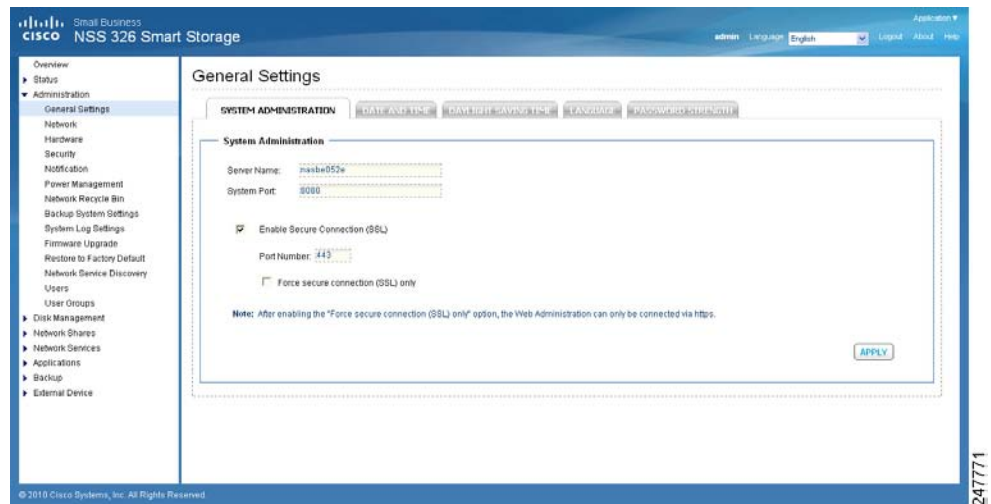 Small Business
CISCO NSS 326 Smart Storage
Application
admin Language English Logout About Help
Overview
Status
Administration
General Settings
Network
Hardware
Security
Notification
Power Management
Network Recycle Bin
Backup System Settings
System Log Settings
Firmware Upgrade
Restore to Factory Default
Network Service Discovery
Users
User Groups
Disk Management
Network Shares
Network Services
Applications
Backup
External Device
General Settings
SYSTEM ADMINISTRATION DATE AND TIME DAYLIGHT SAVING TIME LANGUAGE PASSWORD STRENGTH
System Administration
Server Name: nasbe052e
System Port: 8080
Enable Secure Connection (SSL)
Port Number: 443
Force secure connection (SSL) only
Note: After enabling the "Force secure connection (SSL) only" option, the Web Administration can only be connected via https.
APPLY
© 2010 Cisco Systems, Inc. All Rights Reserved.
247771